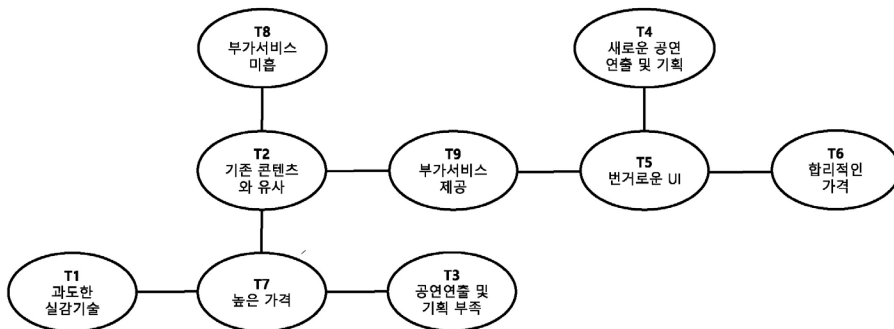 T8
부가서비스
미흡
T4
새로운 공연
연출 및 기획
T2
기존 콘텐츠
와 유사
T9
부가서비스
제공
T5
번거로운 UI
T6
합리적인
가격
T1
과도한
실감기술
T7
높은 가격
T3
공연연출 및
기획 부족